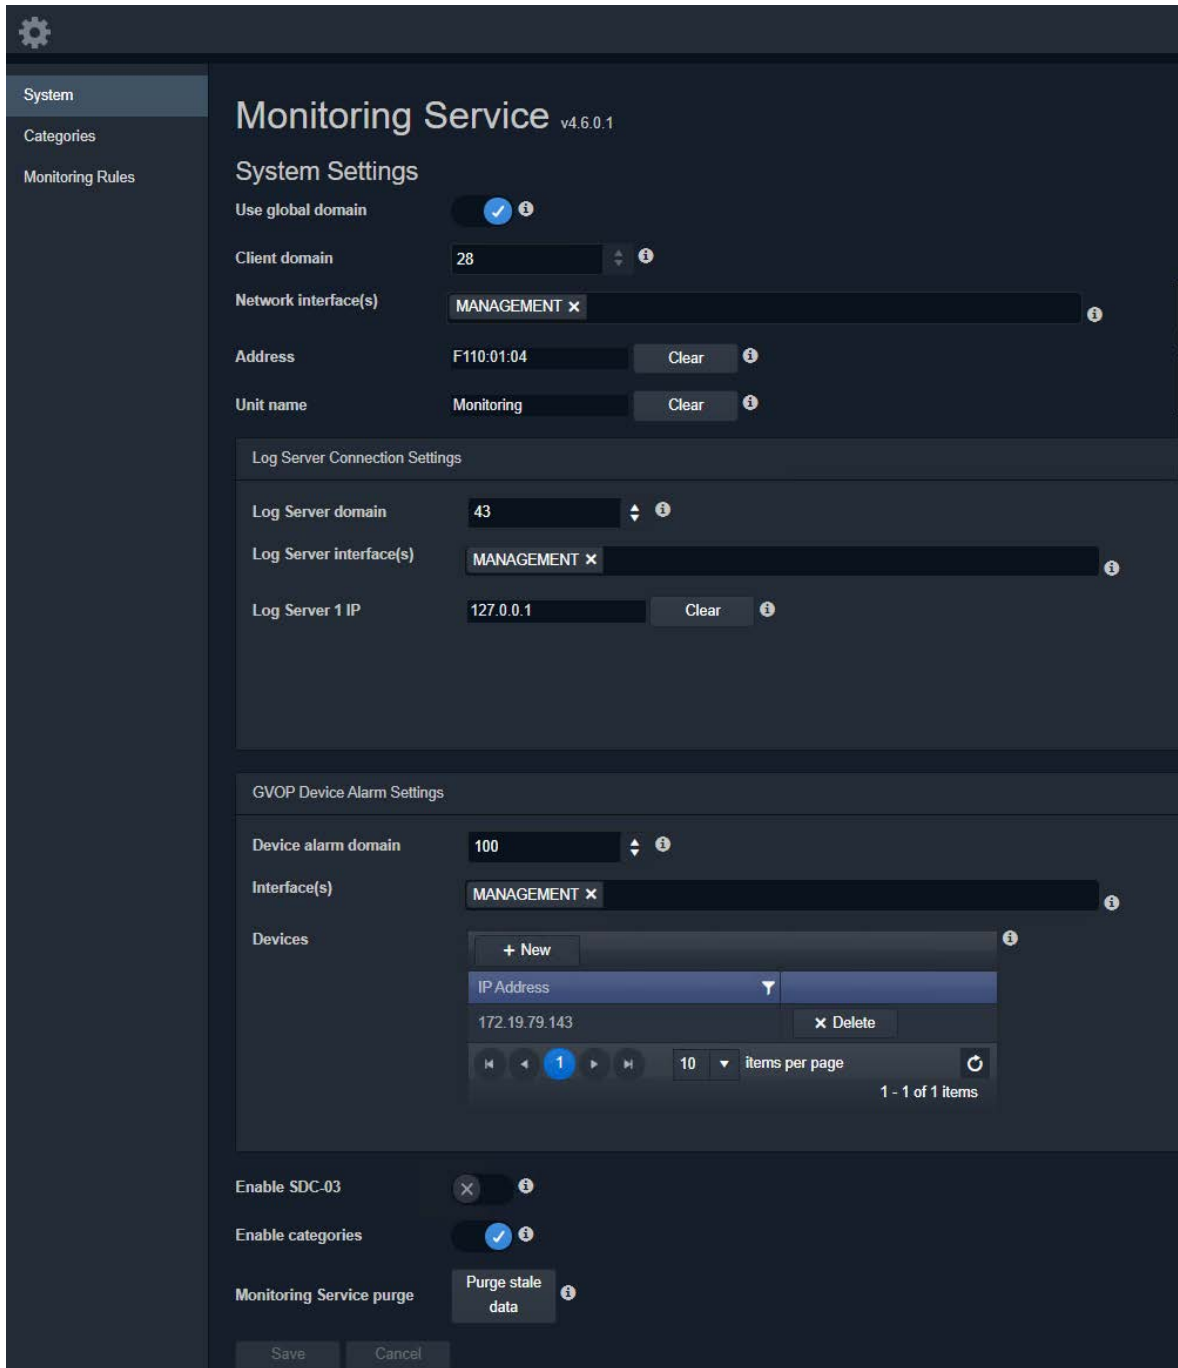 System
Categories
Monitoring Rules
Monitoring Service v4.6.0.1
System Settings
Use global domain
Client domain 28
Network interface(s) MANAGEMENT
Address F110:01:04 Clear
Unit name Monitoring Clear
Log Server Connection Settings
Log Server domain 43
Log Server interface(s) MANAGEMENT
Log Server 1 IP 127.0.0.1 Clear
GVOP Device Alarm Settings
Device alarm domain 100
Interface(s) MANAGEMENT
Devices
+ New
IP Address
172.19.79.143 Delete
1 10 items per page
1 - 1 of 1 items
Enable SDC-03
Enable categories
Monitoring Service purge Purge stale
data
Save Cancel